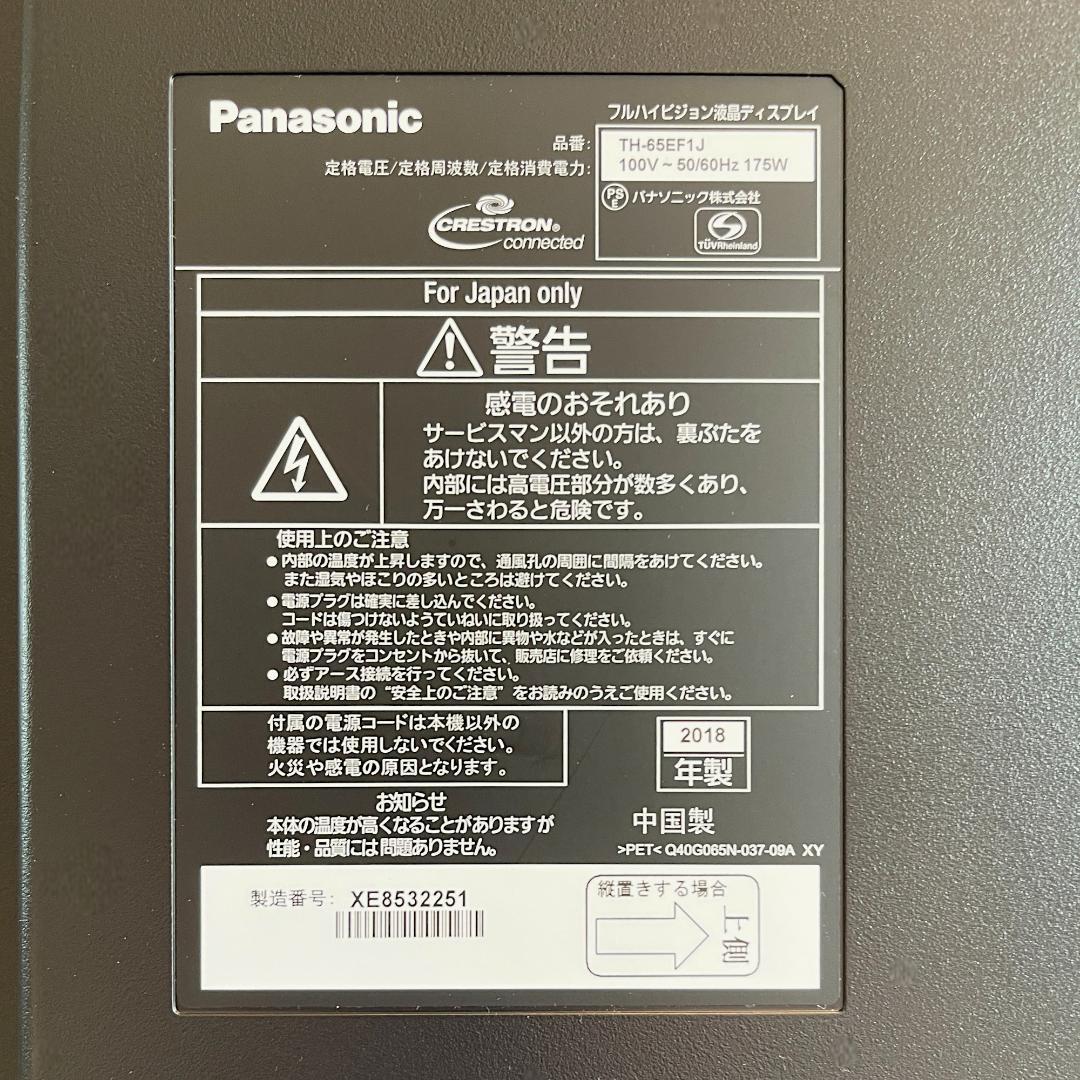 Panasonic
フルハイビジョン液晶ディスプレイ
品番: TH-65EF1J
定格電圧/定格周波数/定格消費電力: 100V ~ 50/60Hz 175W
PS
E
パナソニック株式会社
CRESTRON®
connected
TÜVRheinland
For Japan only
警告
感電のおそれあり
サービスマン以外の方は、裏ぶたを
あけないでください。
内部には高電圧部分が数多くあり、
万一さわると危険です。
使用上のご注意
●内部の温度が上昇しますので、通風孔の周囲に間隔をあけてください。
また湿気やほこりの多いところは避けてください。
●電源プラグは確実に差し込んでください。
コードは傷つけないようていねいに取り扱ってください。
●故障や異常が発生したときや内部に異物や水などが入ったときは、すぐに
電源プラグをコンセントから抜いて、販売店に修理をご依頼ください。
●必ずアース接続を行ってください。
取扱説明書の“安全上のご注意”をお読みのうえご使用ください。
付属の電源コードは本機以外の
機器では使用しないでください。
火災や感電の原因となります。
2018
年製
お知らせ
本体の温度が高くなることがありますが
性能・品質には問題ありません。
中国製
>PET< Q40G065N-037-09A XY
製造番号: XE8532251
縦置きする場合
上側